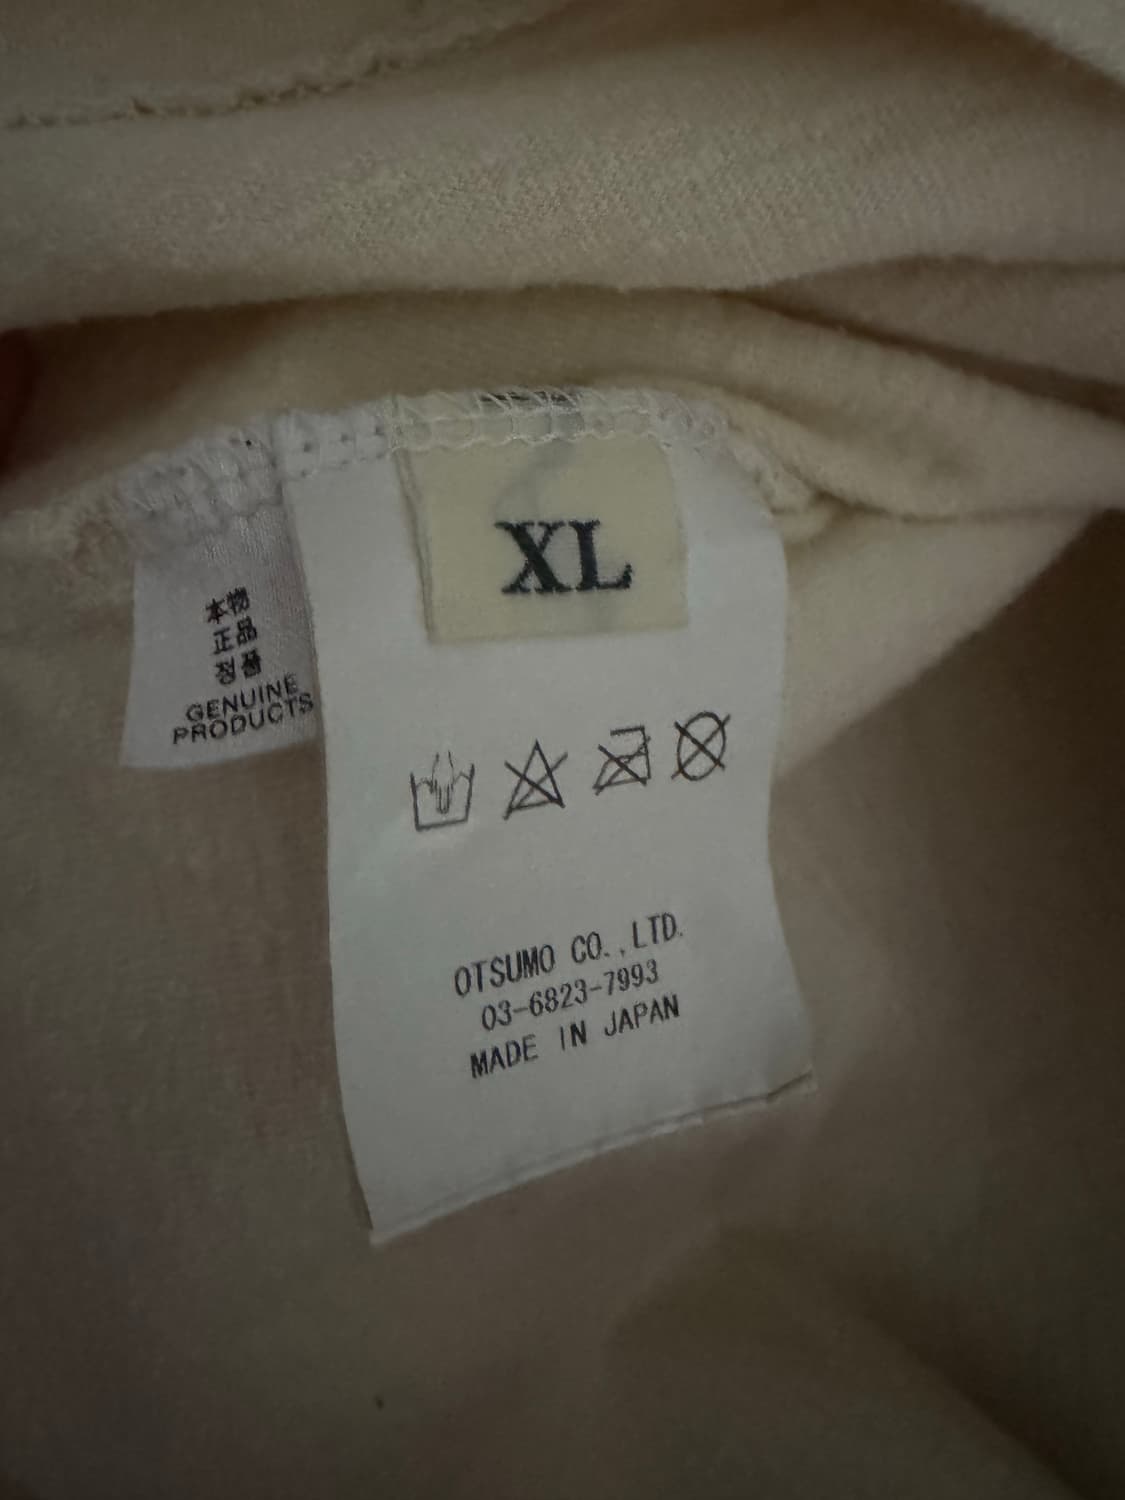 XL
本物
正品
정품
GENUINE
PRODUCTS
OTSUMO CO.,LTD.
03-6823-7993
MADE IN JAPAN